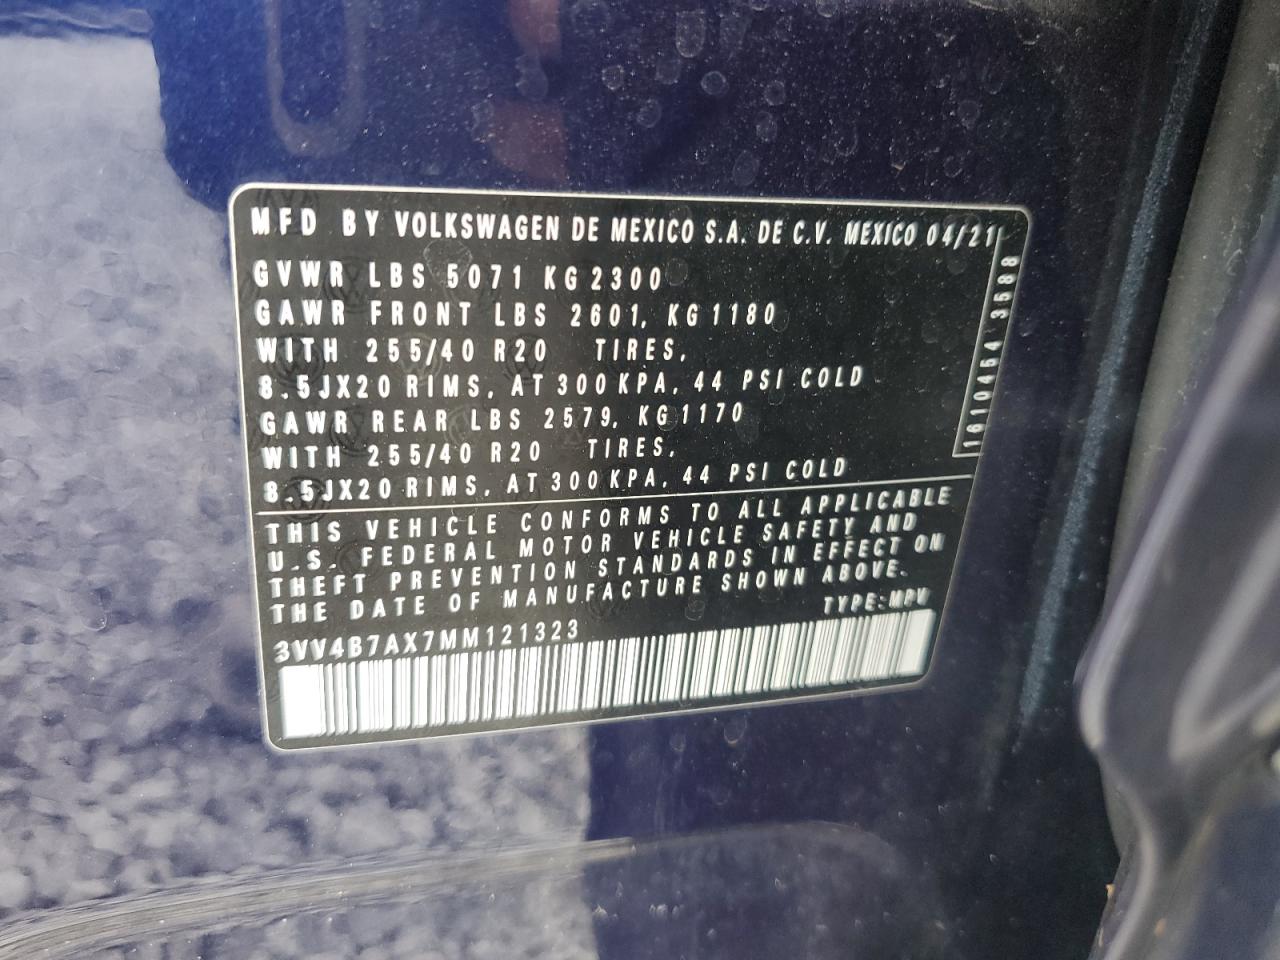 MFD BY VOLKSWAGEN DE MEXICO S.A. DE C.V. MEXICO 04/21
GVWR LBS 5071 KG 2300
GAWR FRONT LBS 2601, KG 1180
WITH 255/40 R20 TIRES,
8.5JX20 RIMS, AT 300 KPA, 44 PSI COLD
GAWR REAR LBS 2579, KG 1170
WITH 255/40 R20 TIRES,
8.5JX20 RIMS, AT 300 KPA, 44 PSI COLD
1610464 3588
THIS VEHICLE CONFORMS TO ALL APPLICABLE
U.S. FEDERAL MOTOR VEHICLE SAFETY AND
THEFT PREVENTION STANDARDS IN EFFECT ON
THE DATE OF MANUFACTURE SHOWN ABOVE.
TYPE:MPV
3VV4B7AX7MM121323